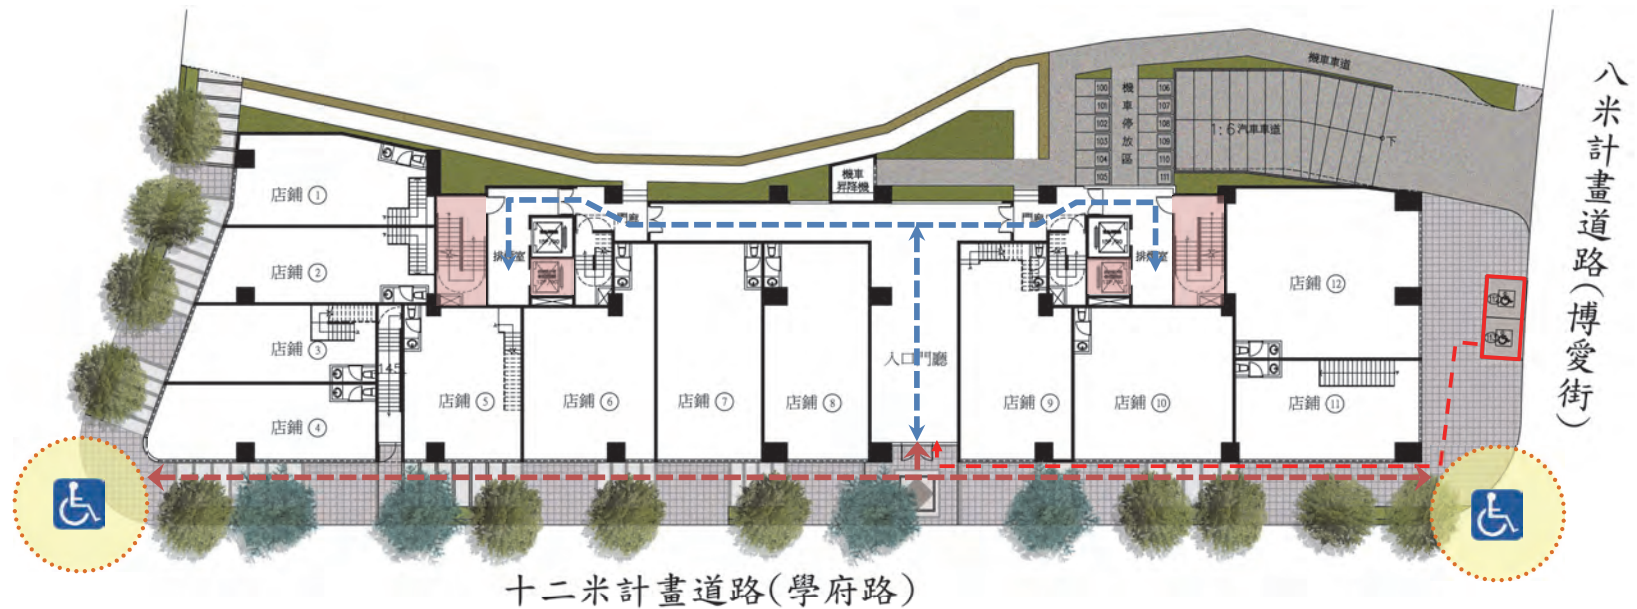 機車車道
八米計畫道路(博愛街)
機車停放區
100
101
102
103
104
105
106
107
108
109
110
111
1:6汽車車道
下
機車
昇降機
店鋪①
店鋪②
店鋪③
店鋪④
店鋪⑤
店鋪⑥
店鋪⑦
店鋪⑧
店鋪⑨
店鋪⑩
店鋪⑪
店鋪⑫
門廳
門廳
排煙室
排煙室
入口門廳
145
十二米計畫道路(學府路)